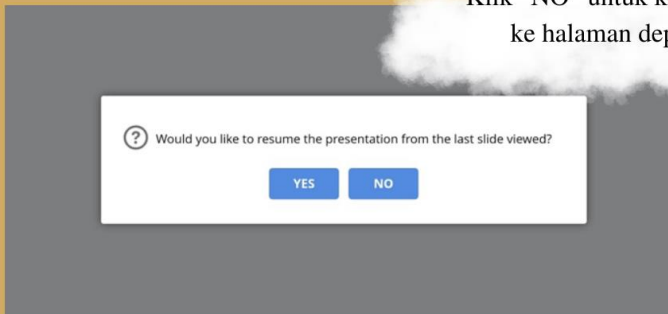 Klik "NO" untuk
ke halaman
Would you like to resume the presentation from the last slide viewed?
YES
NO